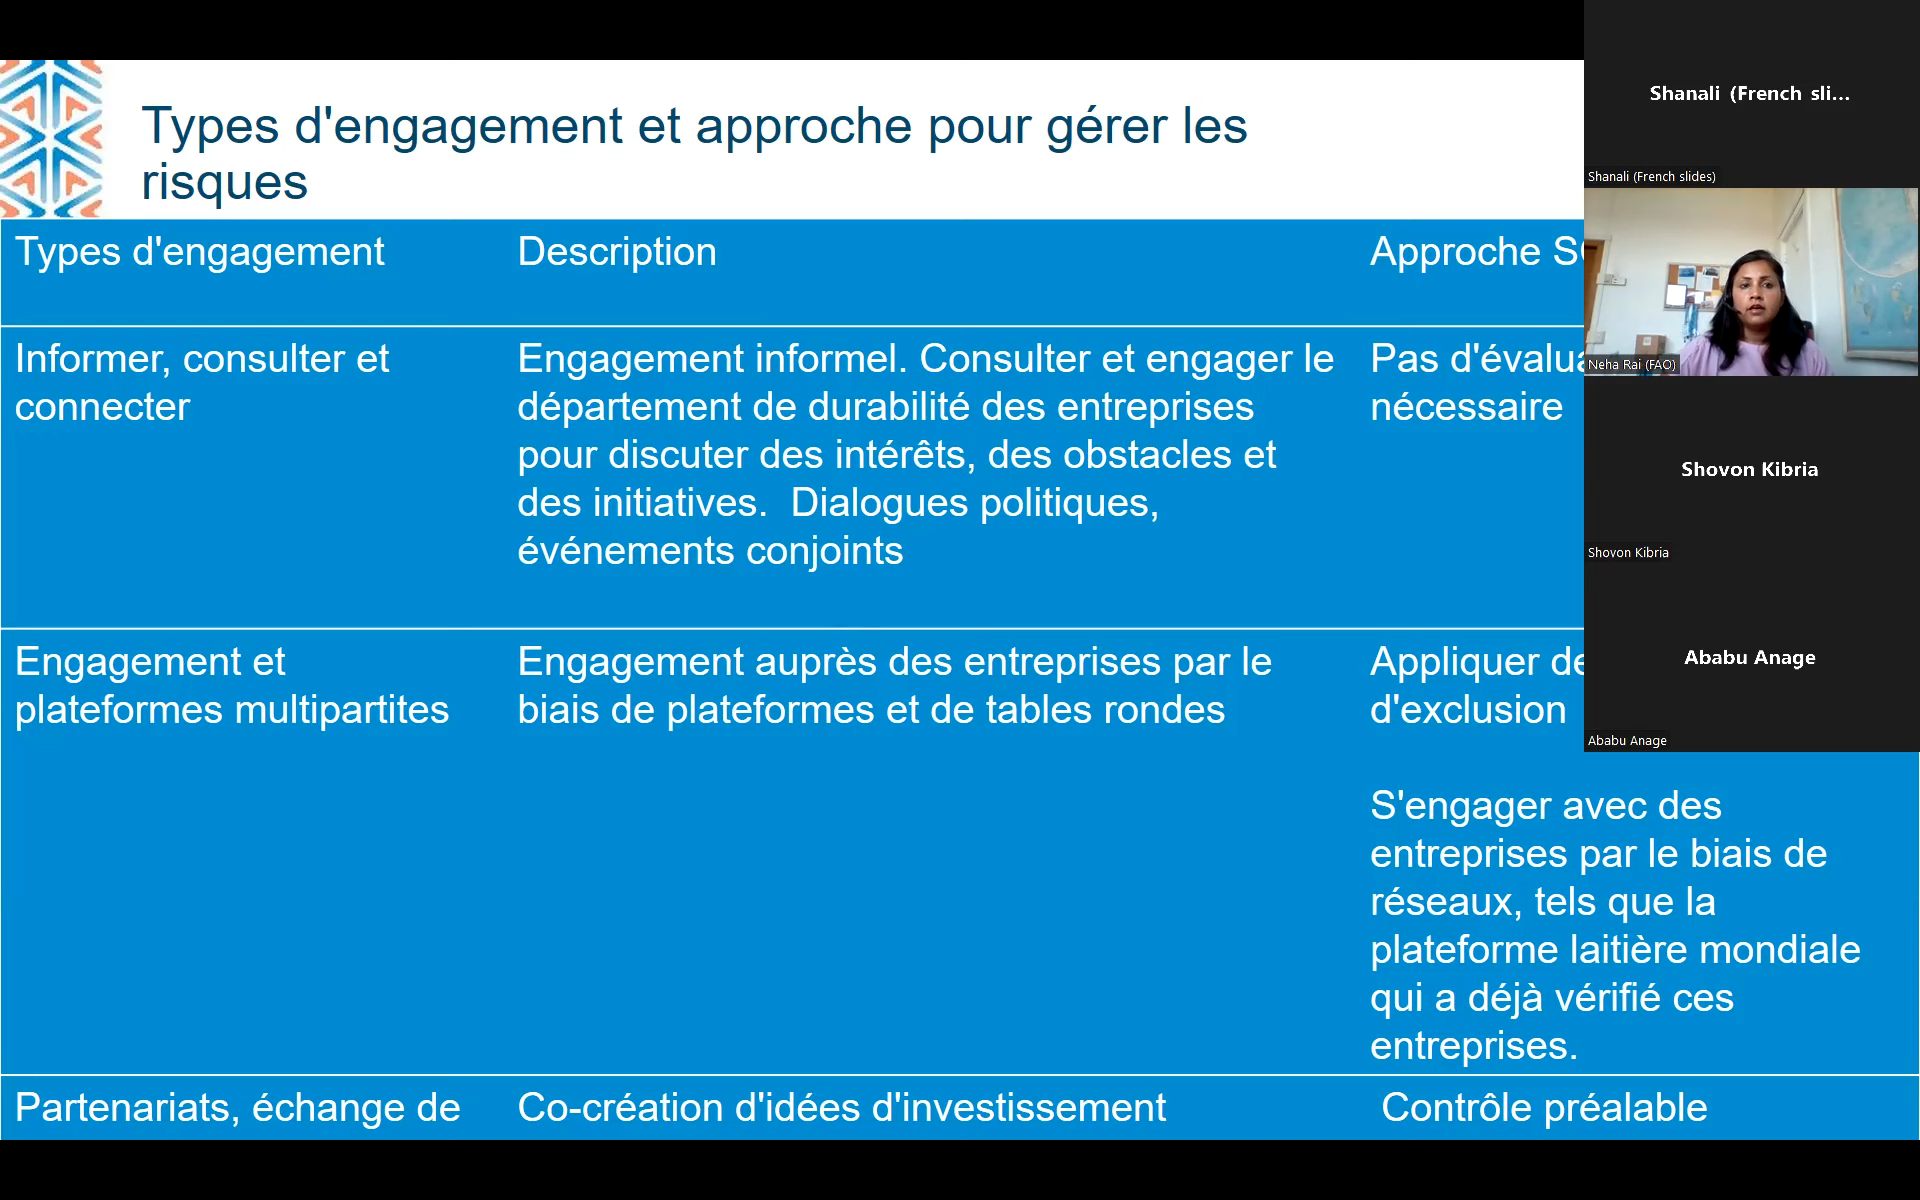 Types d'engagement et approche pour gérer les
risques
Types d'engagement
Description
Approche
Informer, consulter et
connecter
Engagement informel. Consulter et engager le
département de durabilité des entreprises
pour discuter des intérêts, des obstacles et
des initiatives.  Dialogues politiques,
événements conjoints
Pas
nécessaire
Engagement et
plateformes multipartites
Engagement auprès des entreprises par le
biais de plateformes et de tables rondes
Appliquer
d'exclusion
S'engager avec des
entreprises par le biais de
réseaux, tels que la
plateforme laitière mondiale
qui a déjà vérifié ces
entreprises.
Partenariats, échange de
Co-création d'idées d'investissement
Contrôle préalable
Shanali (French sli...
Shanali (French slides)
Neha Rai (FAO)
Shovon Kibria
Shovon Kibria
Ababu Anage
Ababu Anage